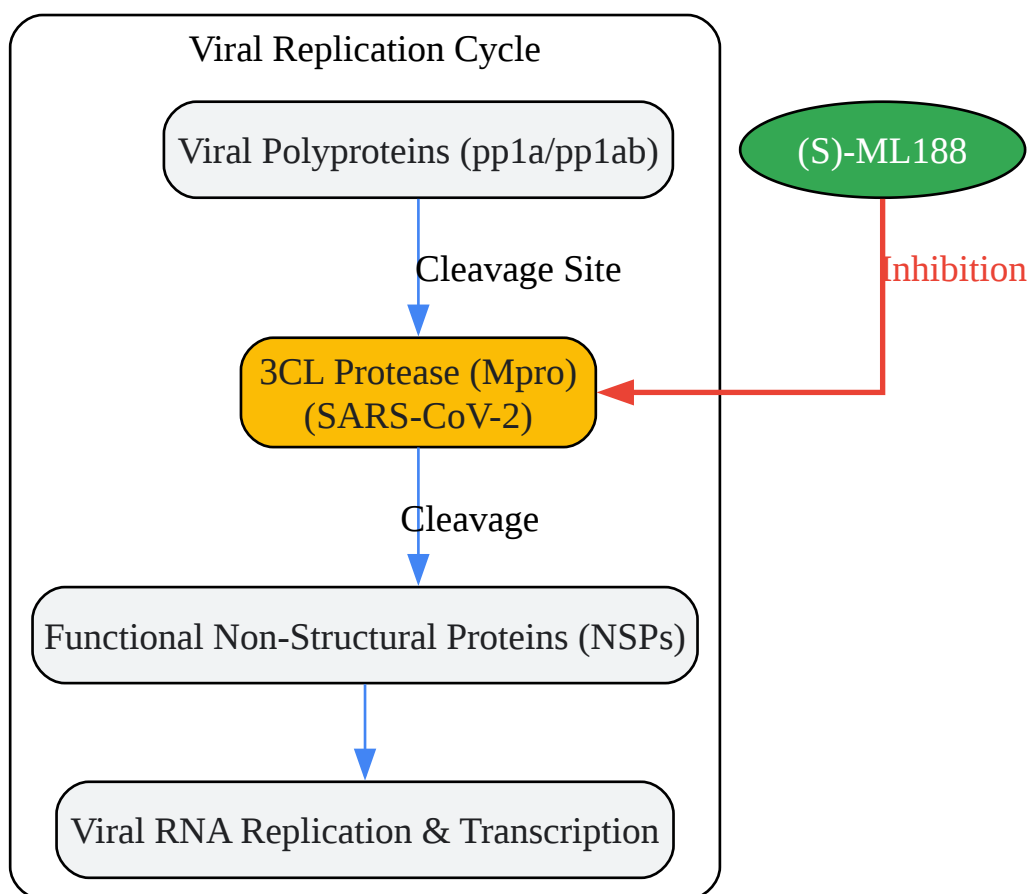 Viral Replication Cycle
Viral Polyproteins (pp1a/pp1ab)
(S)-ML188
Cleavage Site
Inhibition
3CL Protease (Mpro)
(SARS-CoV-2)
Cleavage
Functional Non-Structural Proteins (NSPs)
Viral RNA Replication & Transcription